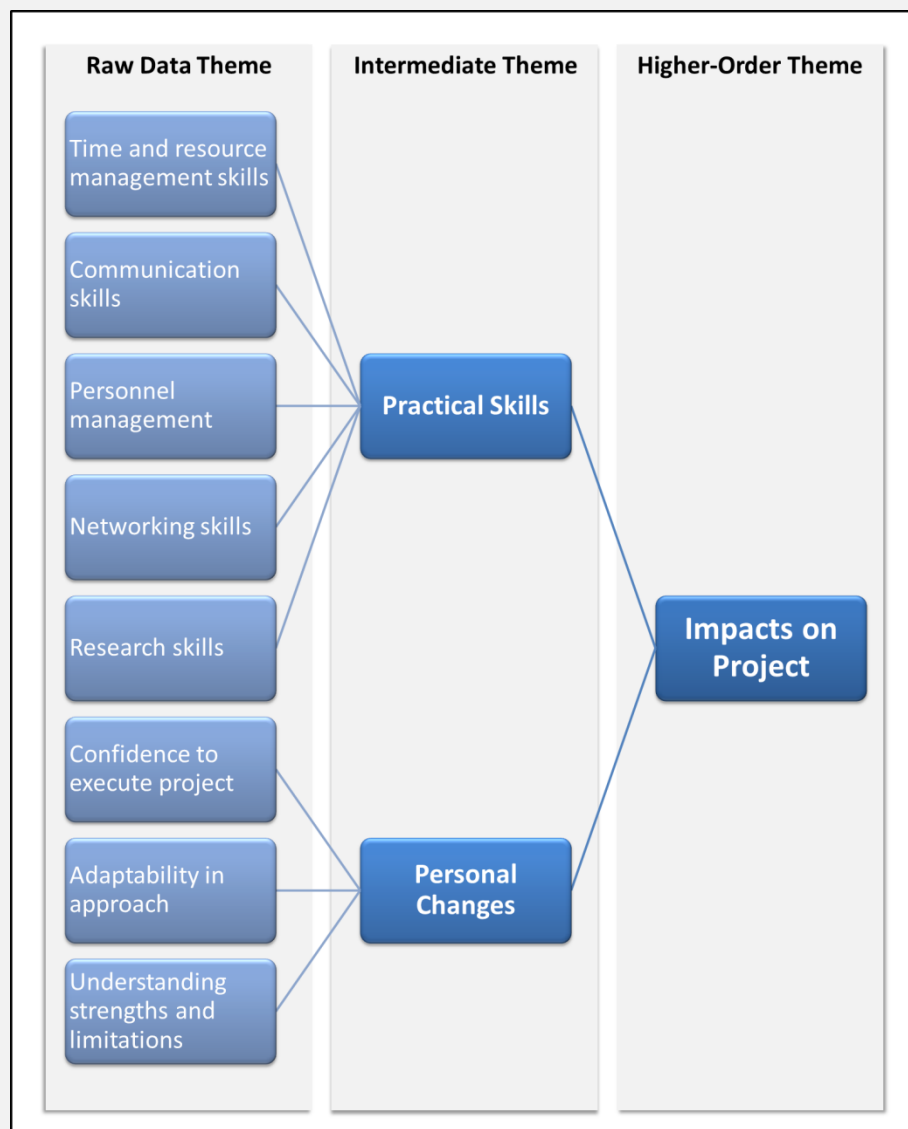 Raw Data Theme
Intermediate Theme
Higher-Order Theme
Time and resource
management skills
Communication
skills
Personnel
management
Networking skills
Research skills
Confidence to
execute project
Adaptability in
approach
Understanding
strengths and
limitations
Practical Skills
Personal
Changes
Impacts on
Project